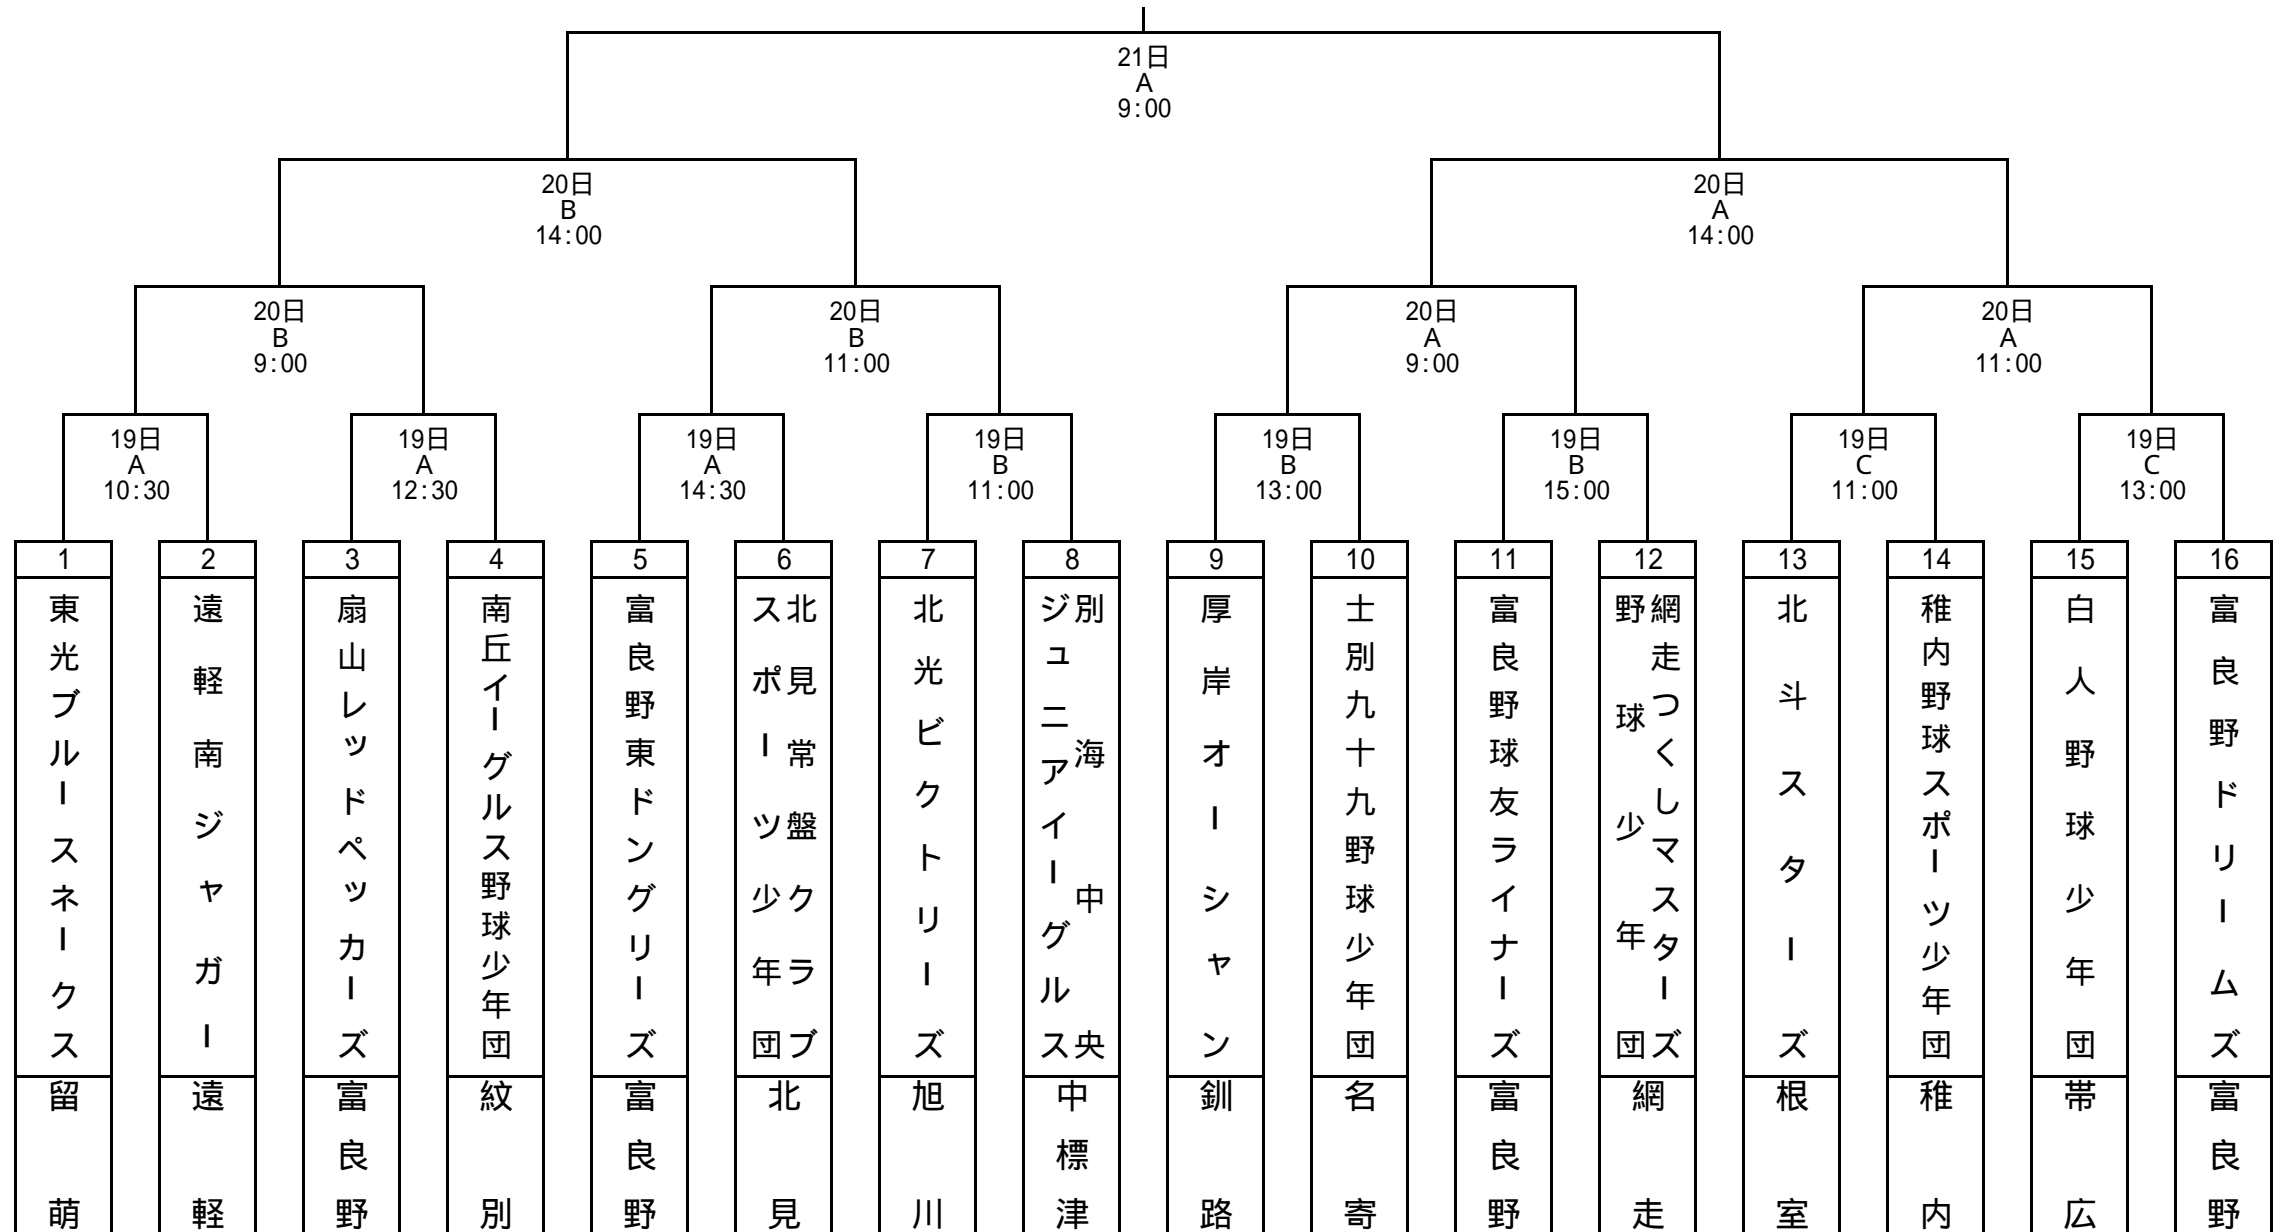 21日
A
9:00
20日
B
14:00
20日
A
14:00
20日
B
9:00
20日
B
11:00
20日
A
9:00
20日
A
11:00
19日
A
10:30
19日
A
12:30
19日
A
14:30
19日
B
11:00
19日
B
13:00
19日
B
15:00
19日
C
11:00
19日
C
13:00
1
東光ブルースネークス
留萌
2
遠軽南ジャガー
遠軽
3
扇山レッドペッカーズ
富良野
4
南丘イーグルス野球少年団
紋別
5
富良野東ドングリーズ
富良野
6
北見常盤クラブ
スポーツ少年団
北見
7
北光ビクトリーズ
旭川
8
別海中央
ジュニアイーグルス
中標津
9
厚岸オーシャン
釧路
10
士別九十九野球少年団
名寄
11
富良野球友ライナーズ
富良野
12
網走つくしマスターズ
野球少年団
網走
13
北斗スターズ
根室
14
稚内野球スポーツ少年団
稚内
15
白人野球少年団
帯広
16
富良野ドリームズ
富良野